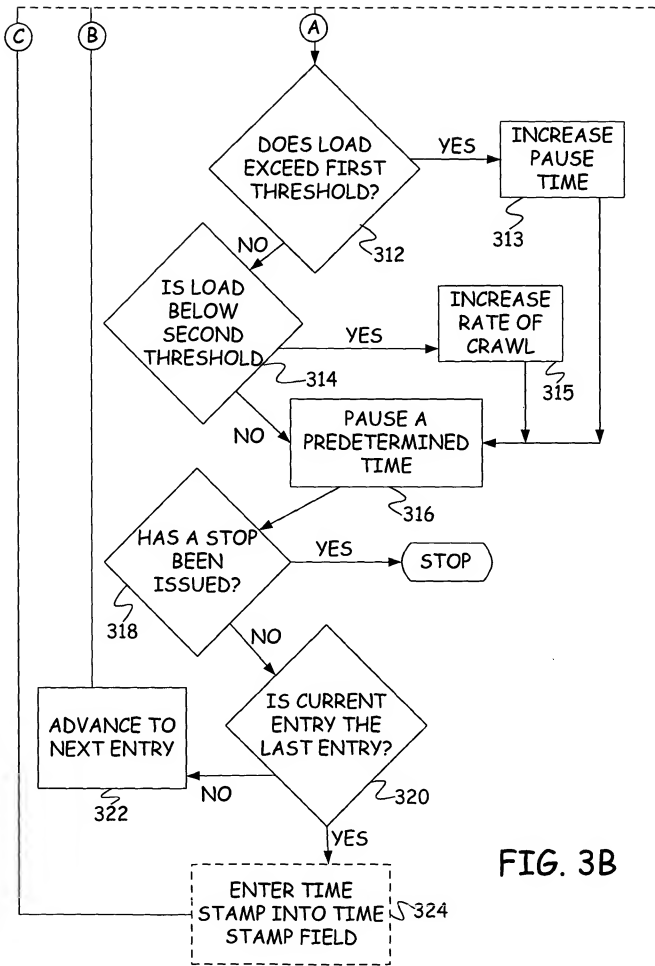 C
B
A
DOES LOAD
EXCEED FIRST
THRESHOLD?
YES
INCREASE
PAUSE
TIME
313
312
NO
IS LOAD
BELOW
SECOND
THRESHOLD
YES
INCREASE
RATE OF
CRAWL
314
315
NO
PAUSE A
PREDETERMINED
TIME
316
HAS A STOP
BEEN
ISSUED?
YES
STOP
318
NO
IS CURRENT
ENTRY THE
LAST ENTRY?
ADVANCE TO
NEXT ENTRY
322
NO
320
YES
FIG. 3B
ENTER TIME
STAMP INTO TIME
STAMP FIELD
324